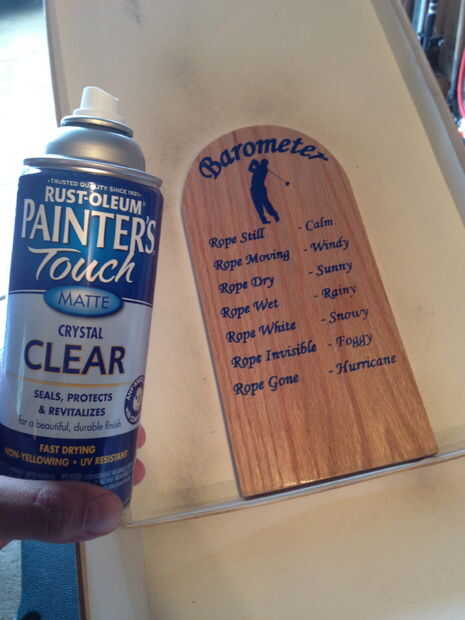 TRUSTED QUALITY SINCE 1921
RUST-OLEUM
PAINTER'S
Touch
MATTE
CRYSTAL
CLEAR
SEALS, PROTECTS
& REVITALIZES
for a beautiful, durable finish
FAST DRYING
NON-YELLOWING • UV RESISTANT
Barometer
Rope Still - Calm
Rope Moving - Windy
Rope Dry - Sunny
Rope Wet - Rainy
Rope White - Snowy
Rope Invisible - Foggy
Rope Gone - Hurricane